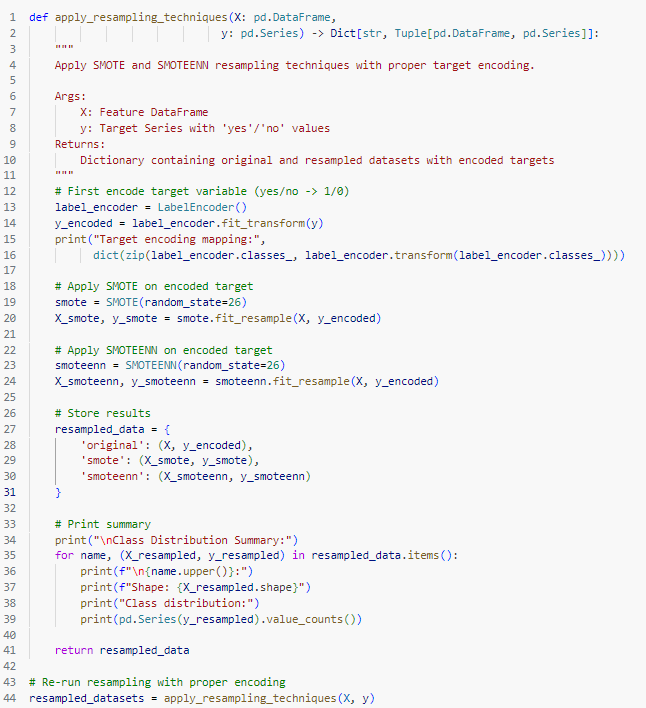 1 def apply_resampling_techniques(X: pd.DataFrame,
2                               y: pd.Series) -> Dict[str, Tuple[pd.DataFrame, pd.Series]]:
3     """
4     Apply SMOTE and SMOTEENN resampling techniques with proper target encoding.
5
6     Args:
7         X: Feature DataFrame
8         y: Target Series with 'yes'/'no' values
9     Returns:
10         Dictionary containing original and resampled datasets with encoded targets
11     """
12     # First encode target variable (yes/no -> 1/0)
13     label_encoder = LabelEncoder()
14     y_encoded = label_encoder.fit_transform(y)
15     print("Target encoding mapping:",
16           dict(zip(label_encoder.classes_, label_encoder.transform(label_encoder.classes_))))
17
18     # Apply SMOTE on encoded target
19     smote = SMOTE(random_state=26)
20     X_smote, y_smote = smote.fit_resample(X, y_encoded)
21
22     # Apply SMOTEENN on encoded target
23     smoteenn = SMOTEENN(random_state=26)
24     X_smoteenn, y_smoteenn = smoteenn.fit_resample(X, y_encoded)
25
26     # Store results
27     resampled_data = {
28         'original': (X, y_encoded),
29         'smote': (X_smote, y_smote),
30         'smoteenn': (X_smoteenn, y_smoteenn)
31     }
32
33     # Print summary
34     print("\nClass Distribution Summary:")
35     for name, (X_resampled, y_resampled) in resampled_data.items():
36         print(f"\n{name.upper()}:")
37         print(f"Shape: {X_resampled.shape}")
38         print("Class distribution:")
39         print(pd.Series(y_resampled).value_counts())
40
41     return resampled_data
42
43 # Re-run resampling with proper encoding
44 resampled_datasets = apply_resampling_techniques(X, y)